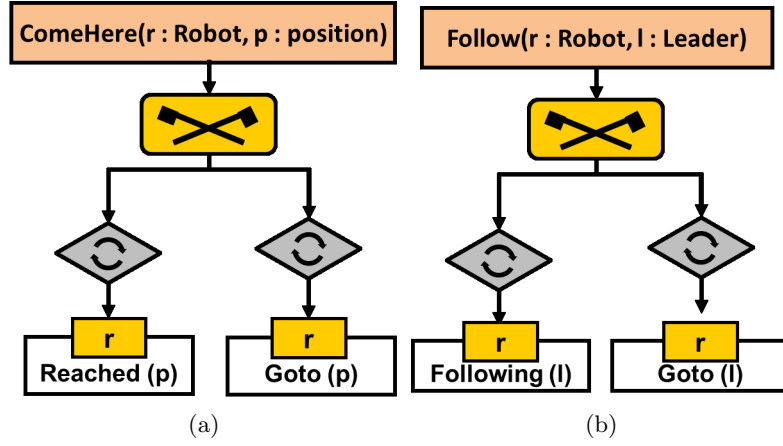 ComeHere(r : Robot, p : position)
r
Reached (p)
r
Goto (p)
(a)
Follow(r : Robot, l : Leader)
r
Following (l)
r
Goto (l)
(b)